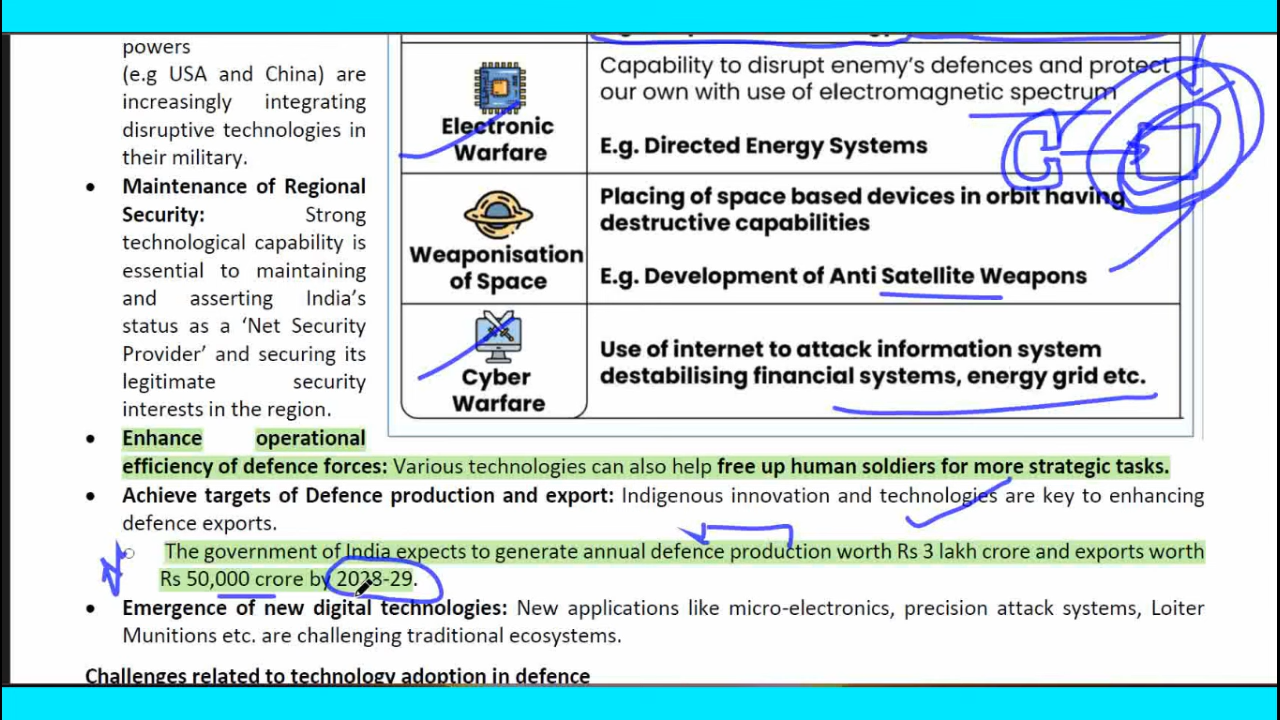 powers
(e.g USA and China) are
increasingly integrating
disruptive technologies in
their military.
• Maintenance of Regional
Security: Strong
technological capability is
essential to maintaining
and asserting India's
status as a 'Net Security
Provider' and securing its
legitimate security
interests in the region.
Capability to disrupt enemy's defences and protect
our own with use of electromagnetic spectrum
Electronic
Warfare
E.g. Directed Energy Systems
Placing of space based devices in orbit having
destructive capabilities
Weaponisation
of Space
E.g. Development of Anti Satellite Weapons
Use of internet to attack information system
destabilising financial systems, energy grid etc.
Cyber
Warfare
• Enhance operational
efficiency of defence forces: Various technologies can also help free up human soldiers for more strategic tasks.
• Achieve targets of Defence production and export: Indigenous innovation and technologies are key to enhancing
defence exports.
The government of India expects to generate annual defence production worth Rs 3 lakh crore and exports worth
Rs 50,000 crore by 2028-29.
• Emergence of new digital technologies: New applications like micro-electronics, precision attack systems, Loiter
Munitions etc. are challenging traditional ecosystems.
Challenges related to technology adoption in defence